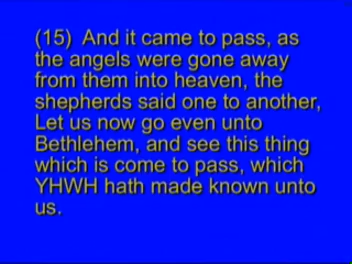 (15)  And it came to pass, as
the angels were gone away
from them into heaven, the
shepherds said one to another,
Let us now go even unto
Bethlehem, and see this thing
which is come to pass, which
YHWH hath made known unto
us.